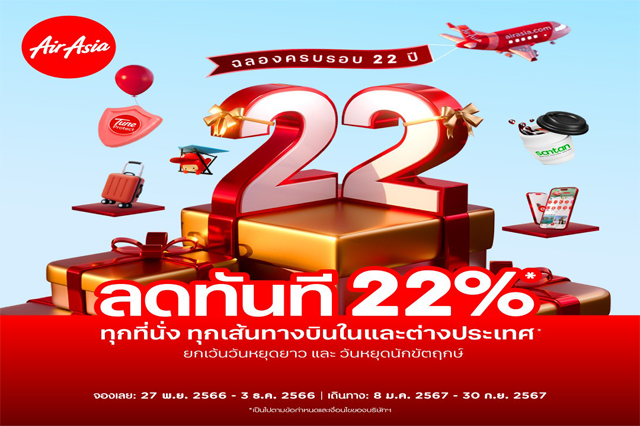 AirAsia
ฉลองครบรอบ 22 ปี
airasia.com
Tune
Protect
22
santan
ลดทันที 22%*
ทุกที่นั่ง ทุกเส้นทางบินในและต่างประเทศ*
ยกเว้นวันหยุดยาว และ วันหยุดนักขัตฤกษ์
จองเลย: 27 พ.ย. 2566 - 3 ธ.ค. 2566 | เดินทาง: 8 ม.ค. 2567 - 30 ก.ย. 2567
*เป็นไปตามข้อกำหนดและเงื่อนไขของบริษัทฯ